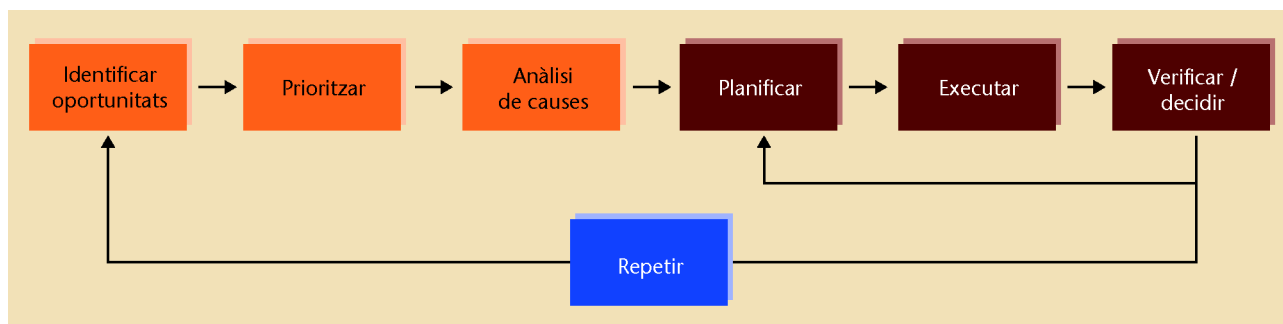 Identificar
oportunitats
Prioritzar
Anàlisi
de causes
Planificar
Executar
Verificar /
decidir
Repetir